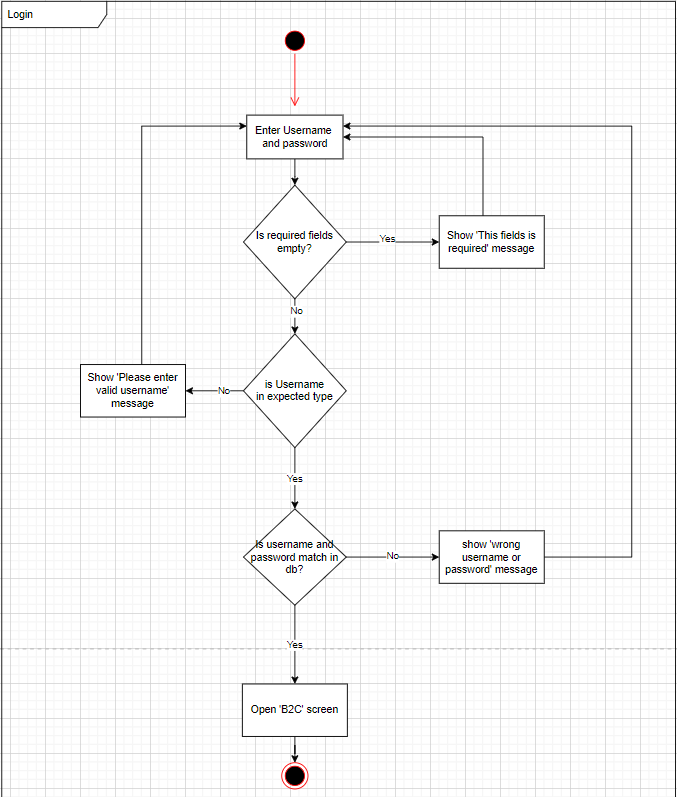 Login
Enter Username
and password
Is required fields
empty?
Yes
Show 'This fields is
required' message
No
is Username
in expected type
No
Show 'Please enter
valid username'
message
Yes
Is username and
password match in
db?
No
show 'wrong
username or
password' message
Yes
Open 'B2C' screen